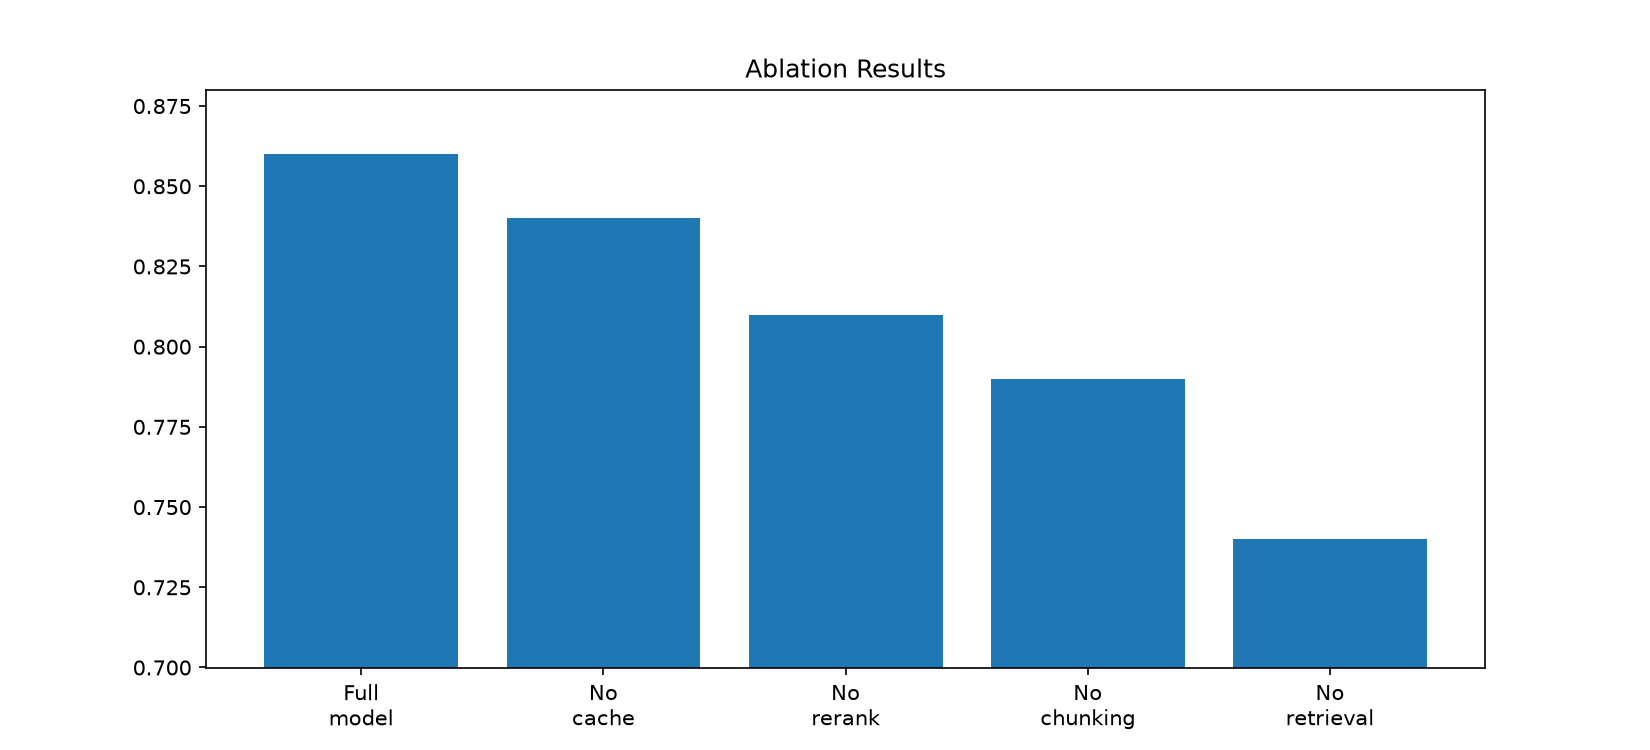 Ablation Results
0.875
0.850
0.825
0.800
0.775
0.750
0.725
0.700
Full
model
No
cache
No
rerank
No
chunking
No
retrieval